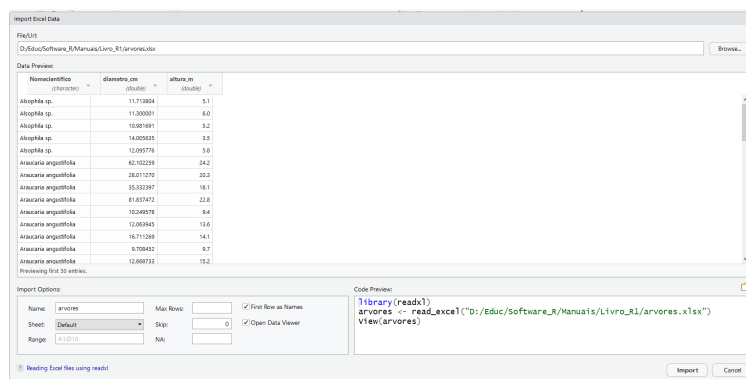 Import Excel Data
File/Url:
D:/Educ/Software_R/Manuais/Livro_R1/arvores.xlsx
Browse...
Data Preview:
Nomecientifico diametro_cm altura_m
(character) (double) (double)
Alsophila sp. 11.713804 5.1
Alsophila sp. 11.300001 6.0
Alsophila sp. 10.981691 5.2
Alsophila sp. 14.005635 3.5
Alsophila sp. 12.095776 5.8
Araucaria angustifolia 62.102259 24.2
Araucaria angustifolia 28.011270 20.3
Araucaria angustifolia 35.332397 18.1
Araucaria angustifolia 81.837472 22.8
Araucaria angustifolia 10.249578 9.4
Araucaria angustifolia 12.063945 13.6
Araucaria angustifolia 16.711269 14.1
Araucaria angustifolia 9.708452 9.7
Araucaria angustifolia 12.668733 15.2
Previewing first 50 entries.
Import Options:
Name: arvores Max Rows: First Row as Names
Sheet: Default Skip: 0 Open Data Viewer
Range: A1:D10 NA:
Code Preview:
library(readxl)
arvores <- read_excel("D:/Educ/Software_R/Manuais/Livro_R1/arvores.xlsx")
View(arvores)
? Reading Excel files using readxl
Import Cancel